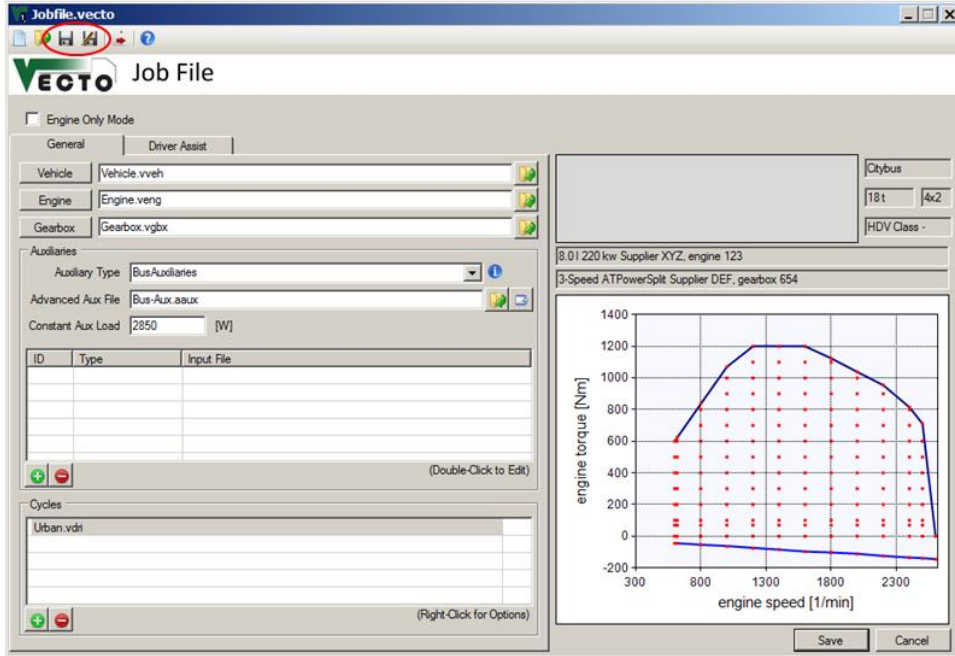 Jobfile.vecto
VECTO Job File
Engine Only Mode
General Driver Assist
Vehicle Vehicle.vveh
Engine Engine.veng
Gearbox Gearbox.vgbx
Auxiliaries
Auxiliary Type BusAuxiliaries
Advanced Aux File Bus-Aux.aaux
Constant Aux Load 2850 [W]
ID Type Input File
(Double-Click to Edit)
Cycles
Urban.vdri
(Right-Click for Options)
Citybus
18 t 4x2
HDV Class -
8.0 l 220 kw Supplier XYZ, engine 123
3-Speed ATPowerSplit Supplier DEF, gearbox 654
1400
1200
1000
800
600
400
200
0
-200
engine torque [Nm]
300 800 1300 1800 2300
engine speed [1/min]
Save Cancel